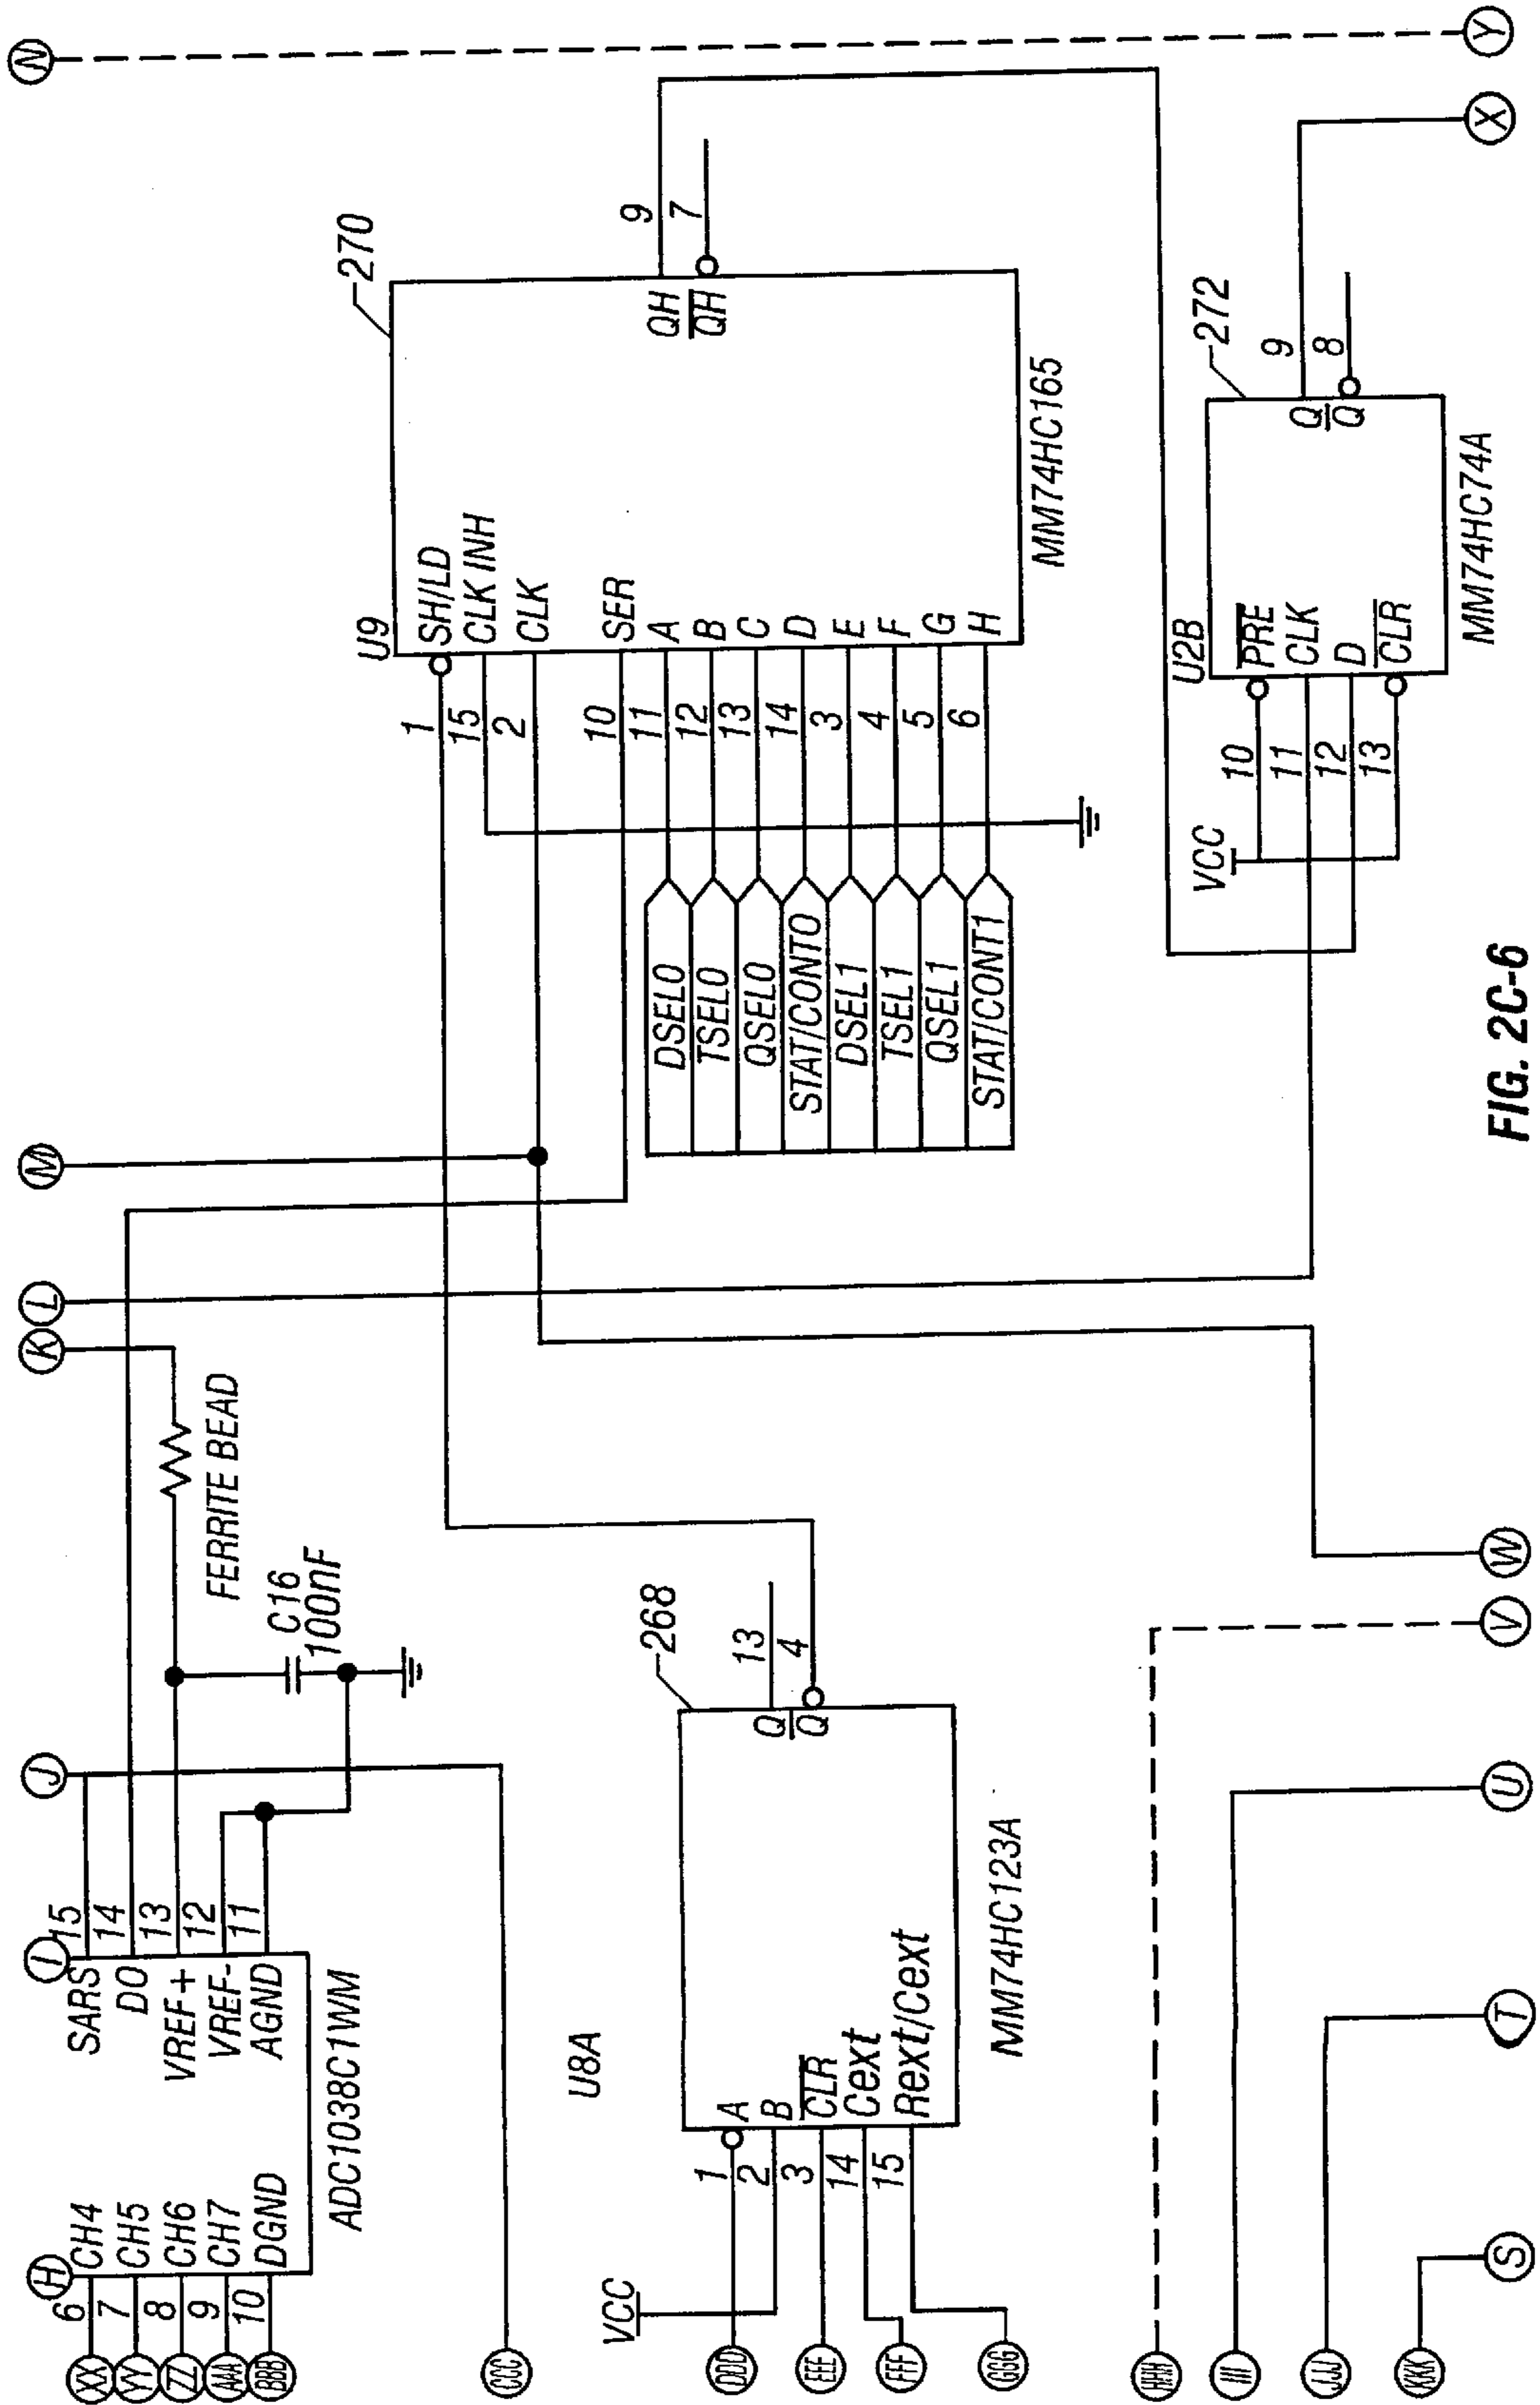 H
I
J
K
L
M
N
XX
YY
ZZ
AAA
BBB
6
7
8
9
10
CH4
CH5
CH6
CH7
DGND
SARS
DO
VREF+
VREF-
AGND
15
14
13
12
11
ADC1038C1WM
FERRITE BEAD
C16
100nF
CCC
U8A
268
VCC
DDD
EEE
FFF
GGG
1
2
3
14
15
A
B
CLR
Cext
Rext/Cext
Q
Q
13
4
MM74HC123A
U9
270
1
15
2
10
11
12
13
14
3
4
5
6
SH/LD
CLK INH
CLK
SER
A
B
C
D
E
F
G
H
QH
QH
9
7
MM74HC165
DSEL0
TSEL0
QSEL0
STAT/CONT0
DSEL1
TSEL1
QSEL1
STAT/CONT1
U2B
272
VCC
10
11
12
13
PRE
CLK
D
CLR
Q
Q
9
8
MM74HC74A
HHH
III
JJJ
KKK
S
T
U
V
W
X
Y
FIG. 2C-6